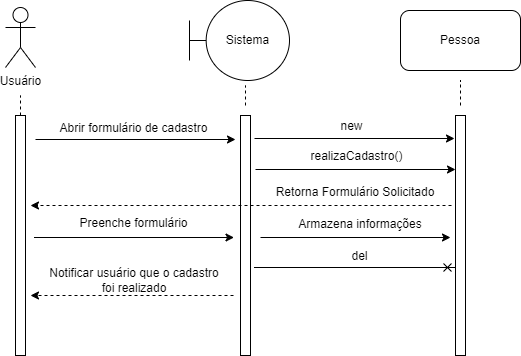 Sistema
Pessoa
Usuário
Abrir formulário de cadastro
new
realizaCadastro()
Retorna Formulário Solicitado
Preenche formulário
Armazena informações
del
Notificar usuário que o cadastro
foi realizado